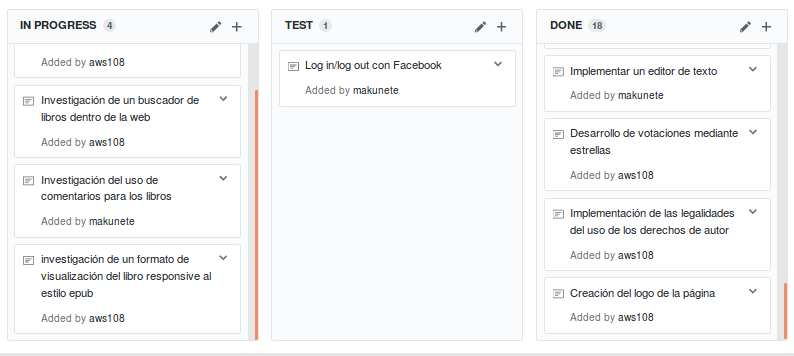 IN PROGRESS 4
Added by aws108
Investigación de un buscador de
libros dentro de la web
Added by aws108
Investigación del uso de
comentarios para los libros
Added by makunete
investigación de un formato de
visualización del libro responsive al
estilo epub
Added by aws108
TEST 1
Log in/log out con Facebook
Added by makunete
DONE 18
Implementar un editor de texto
Added by makunete
Desarrollo de votaciones mediante
estrellas
Added by aws108
Implementación de las legalidades
del uso de los derechos de autor
Added by aws108
Creación del logo de la página
Added by aws108